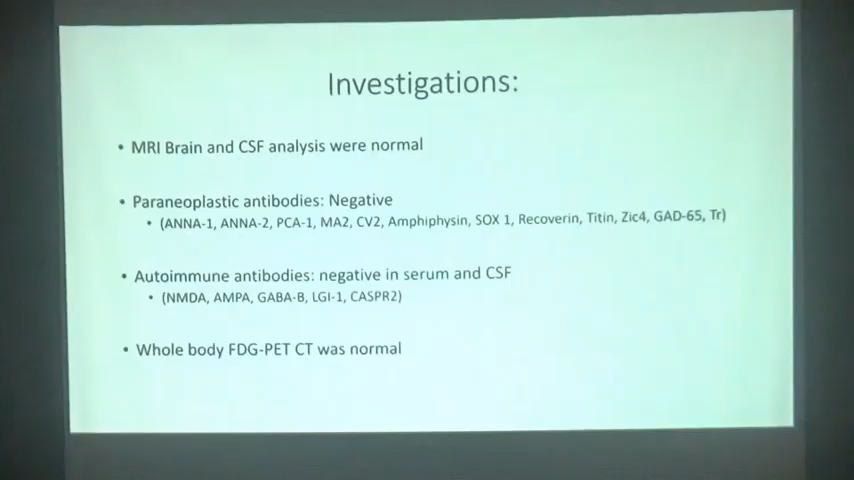 Investigations:
• MRI Brain and CSF analysis were normal
• Paraneoplastic antibodies: Negative
• (ANNA-1, ANNA-2, PCA-1, MA2, CV2, Amphiphysin, SOX 1, Recoverin, Titin, Zic4, GAD-65, Tr)
• Autoimmune antibodies: negative in serum and CSF
• (NMDA, AMPA, GABA-B, LGI-1, CASPR2)
• Whole body FDG-PET CT was normal